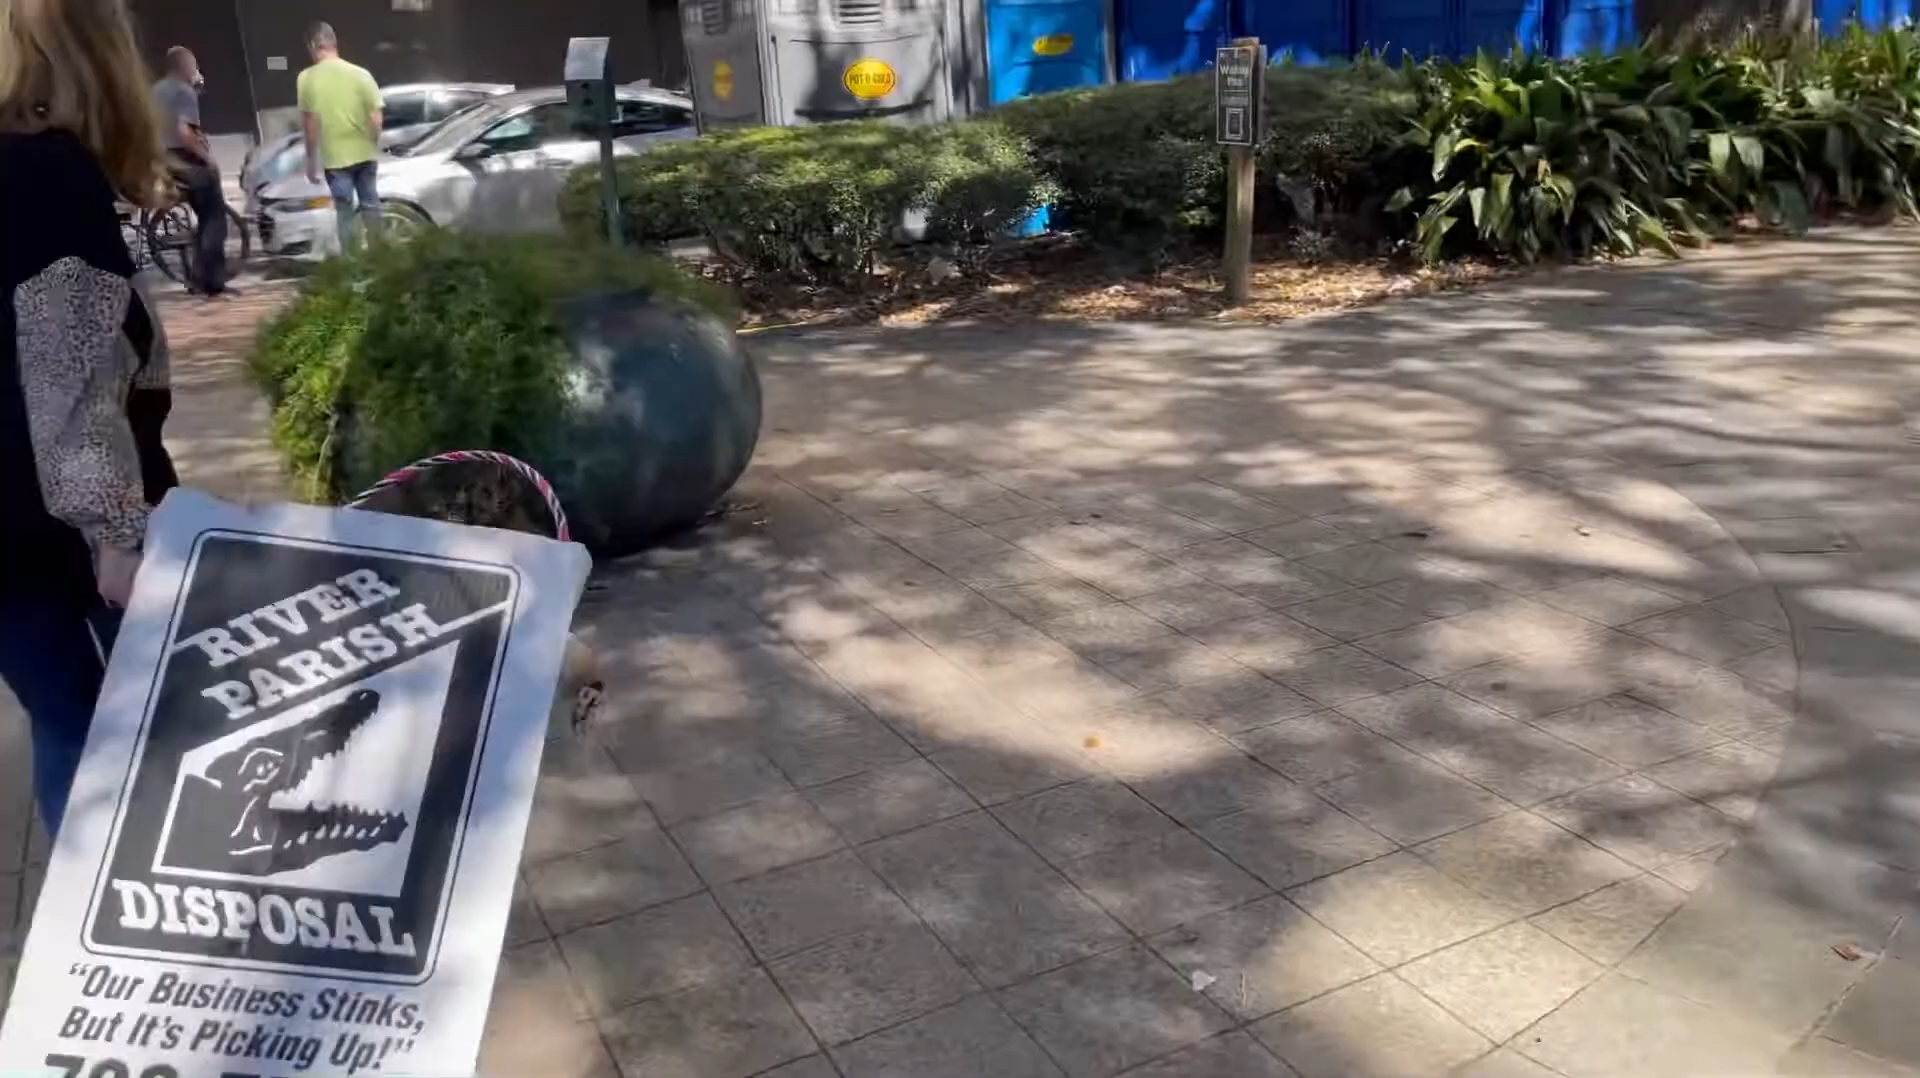 POT-O-GOLD
RIVER
PARISH
DISPOSAL
"Our Business Stinks,
But It's Picking Up!"